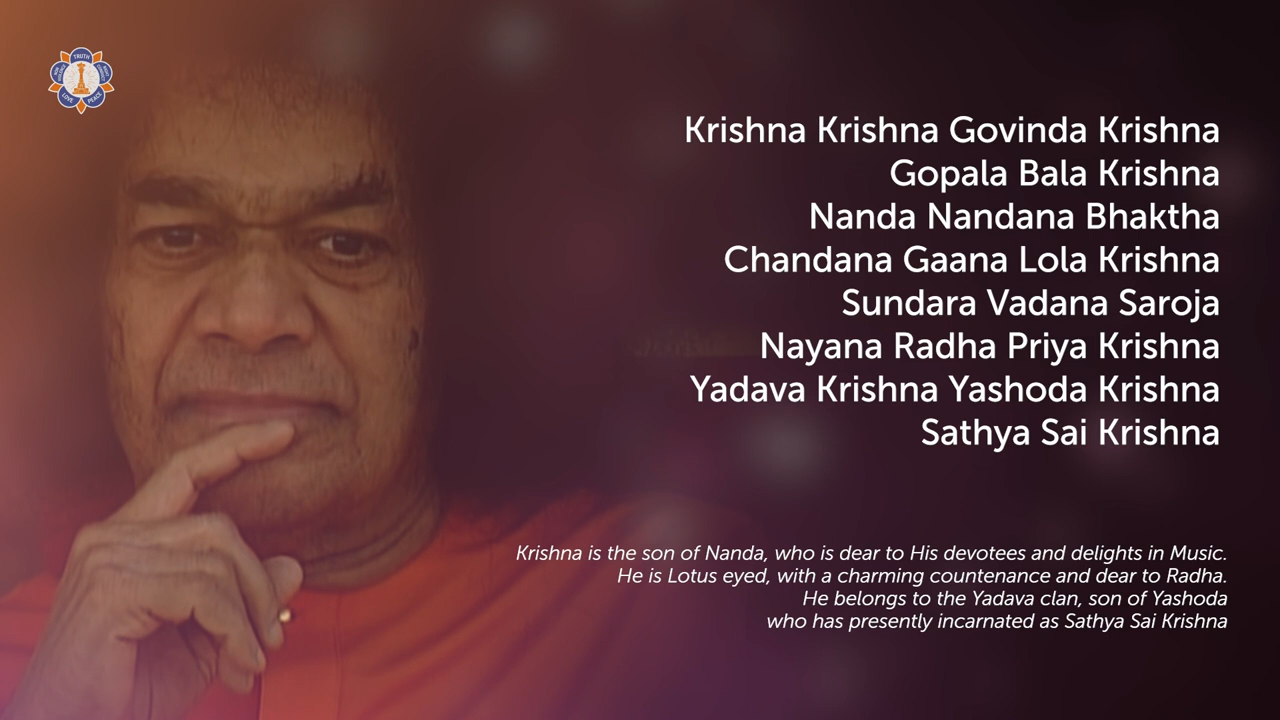 TRUTH
LOVE
PEACE
Krishna Krishna Govinda Krishna
Gopala Bala Krishna
Nanda Nandana Bhaktha
Chandana Gaana Lola Krishna
Sundara Vadana Saroja
Nayana Radha Priya Krishna
Yadava Krishna Yashoda Krishna
Sathya Sai Krishna
Krishna is the son of Nanda, who is dear to His devotees and delights in Music.
He is Lotus eyed, with a charming countenance and dear to Radha.
He belongs to the Yadava clan, son of Yashoda
who has presently incarnated as Sathya Sai Krishna